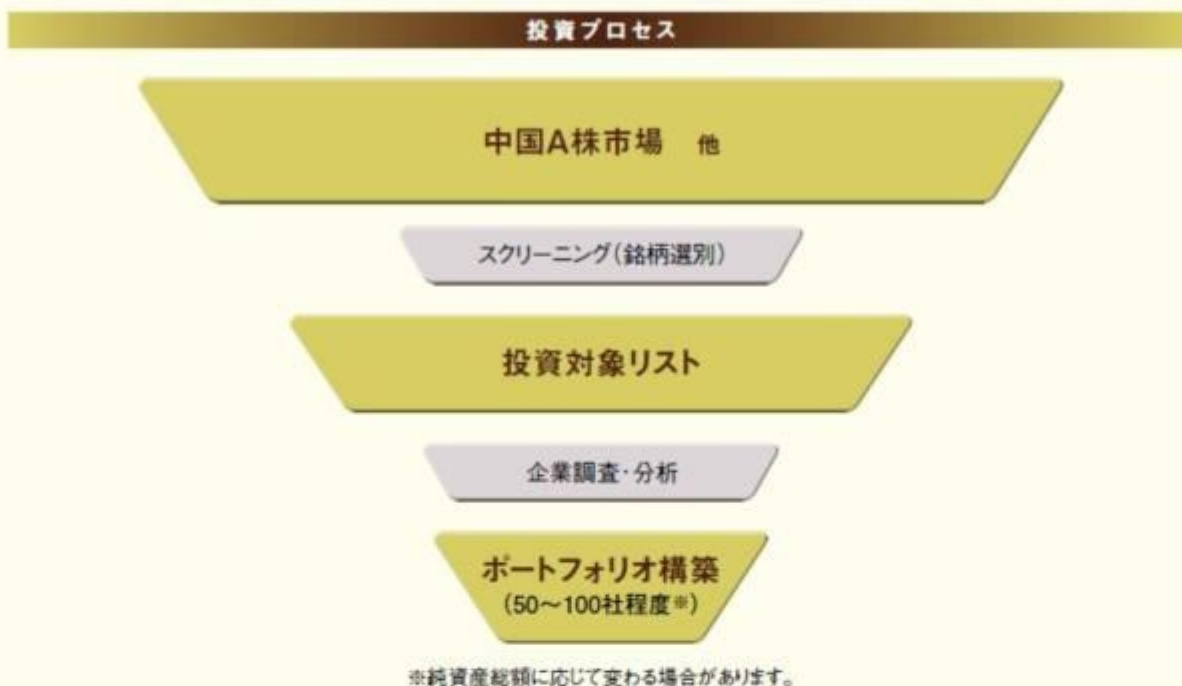 投資プロセス
中国A株市場 他
スクリーニング(銘柄選別)
投資対象リスト
企業調査・分析
ポートフォリオ構築
(50～100社程度※)
※純資産総額に応じて変わる場合があります。